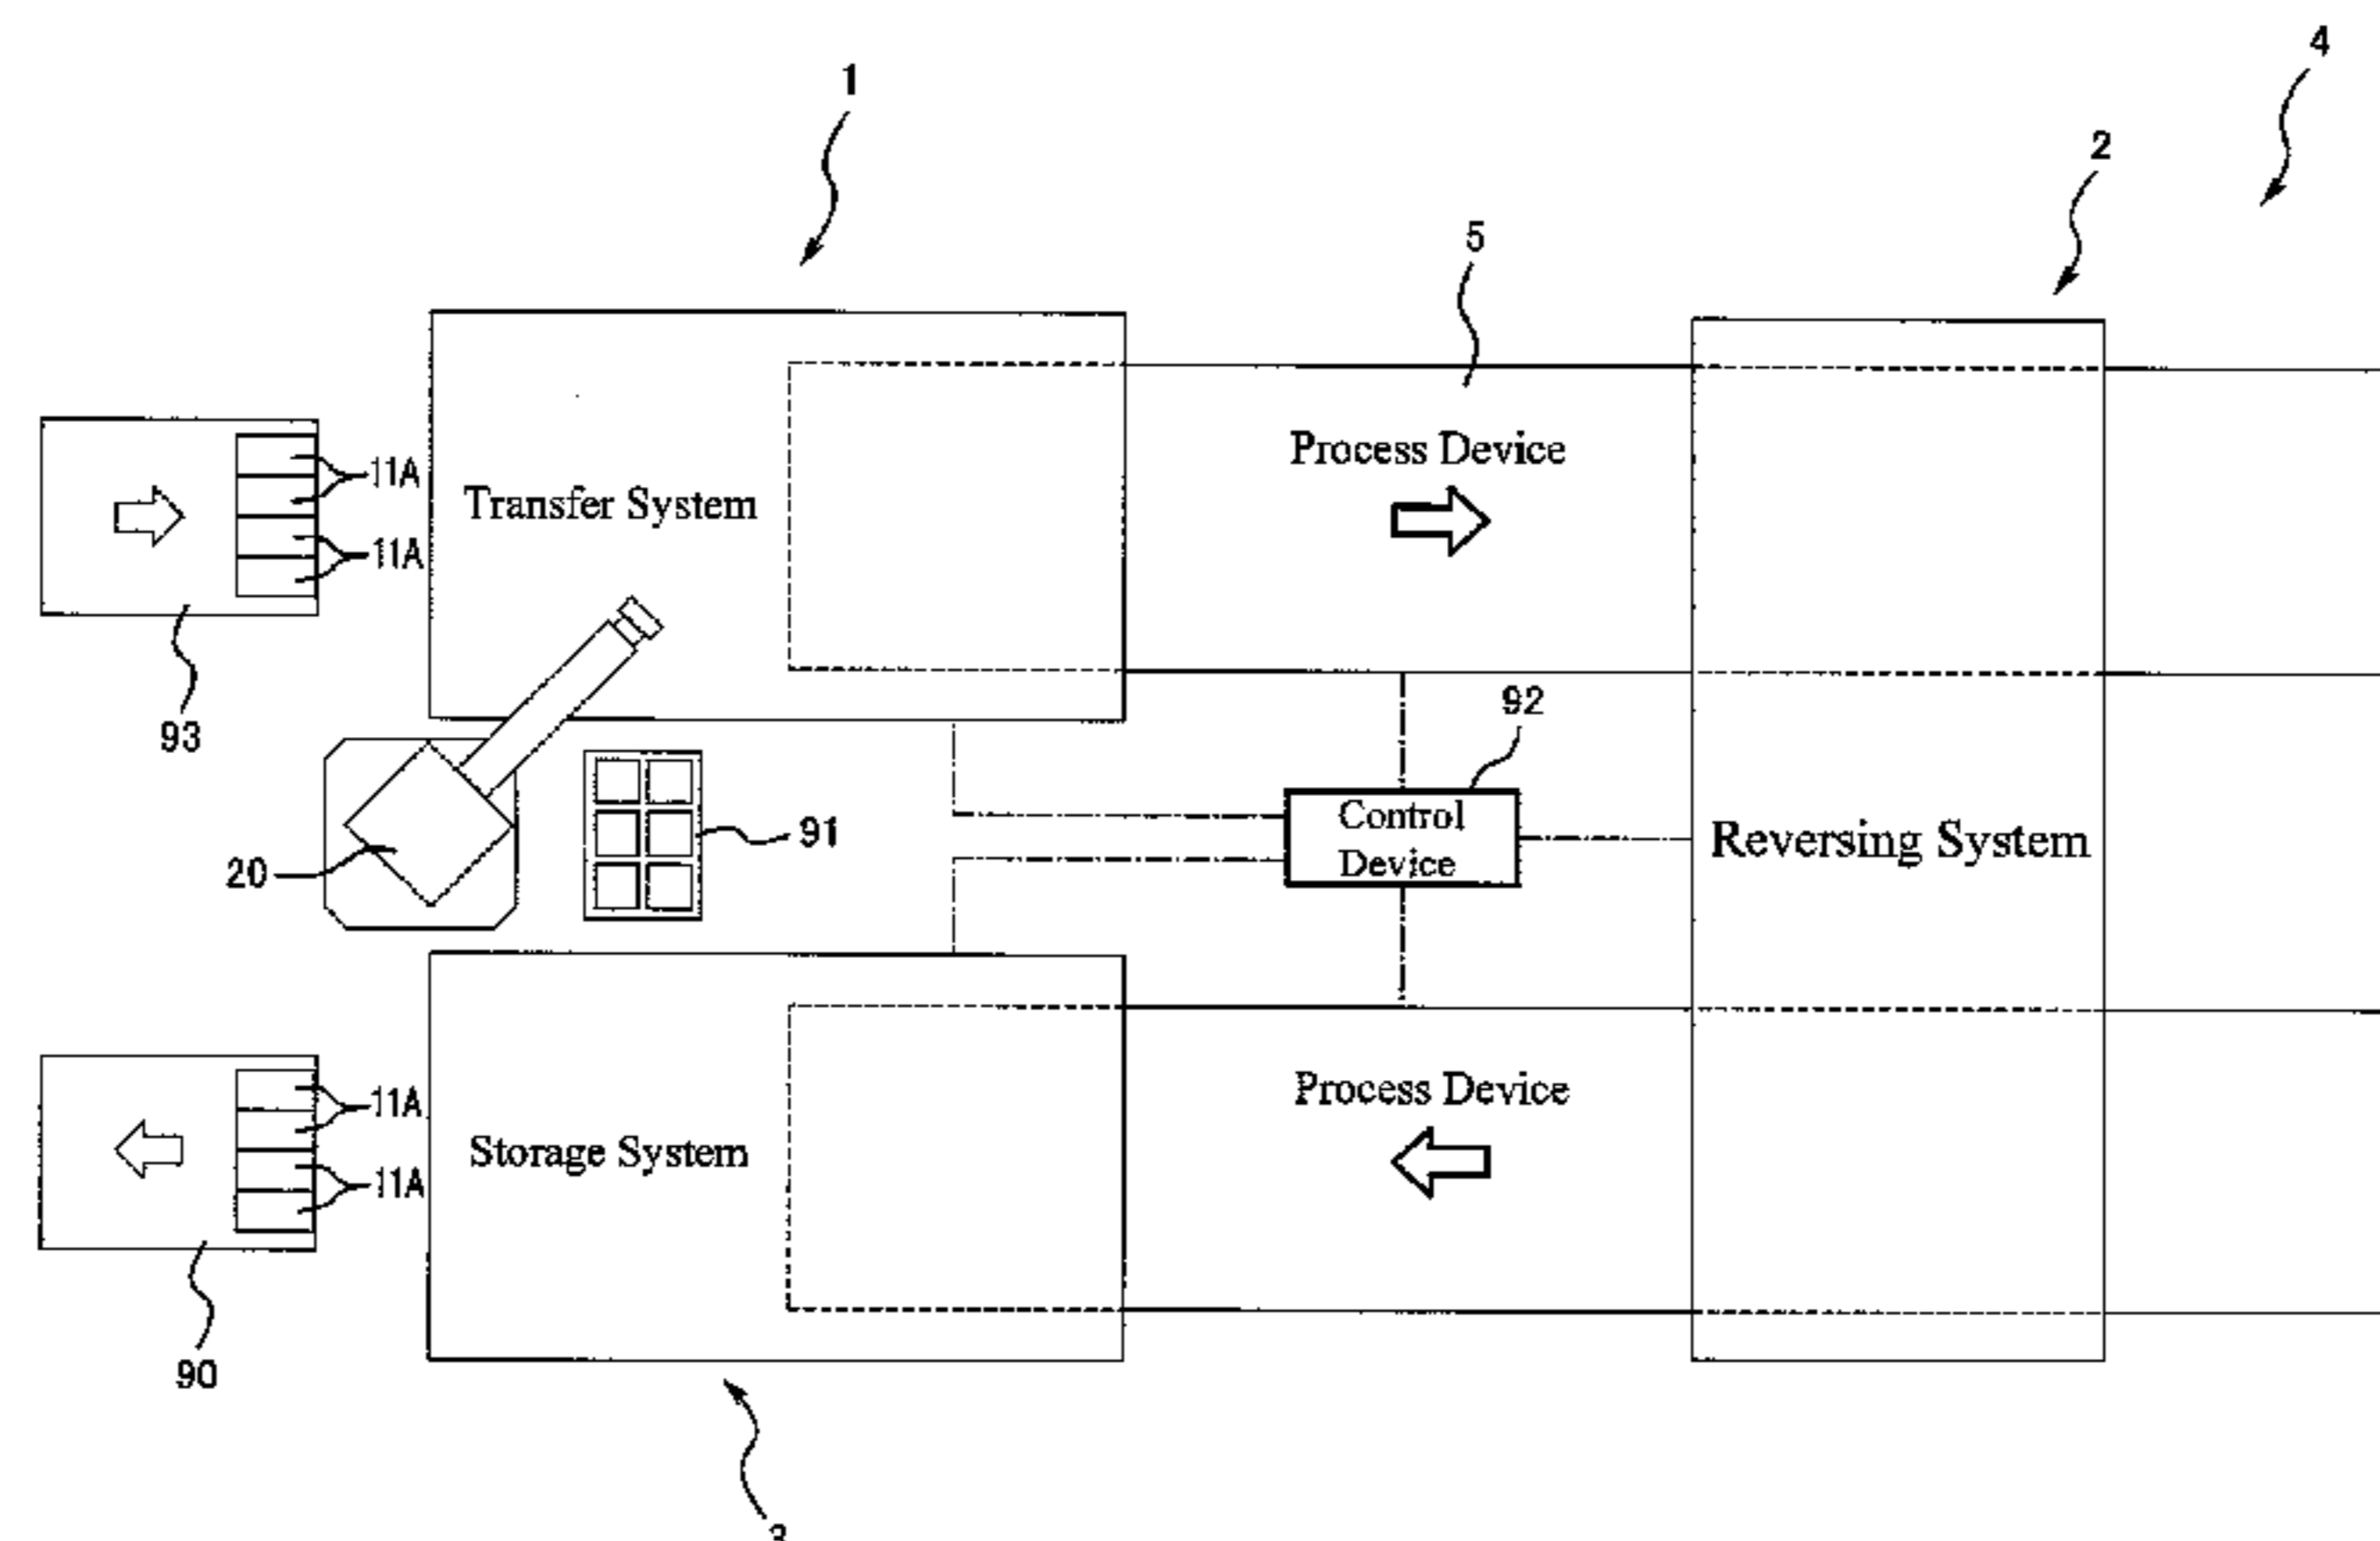 4
1
2
5
Process Device
11A
Transfer System
11A
92
93
Control
Device
91
Reversing System
20
Process Device
11A
Storage System
11A
90
3